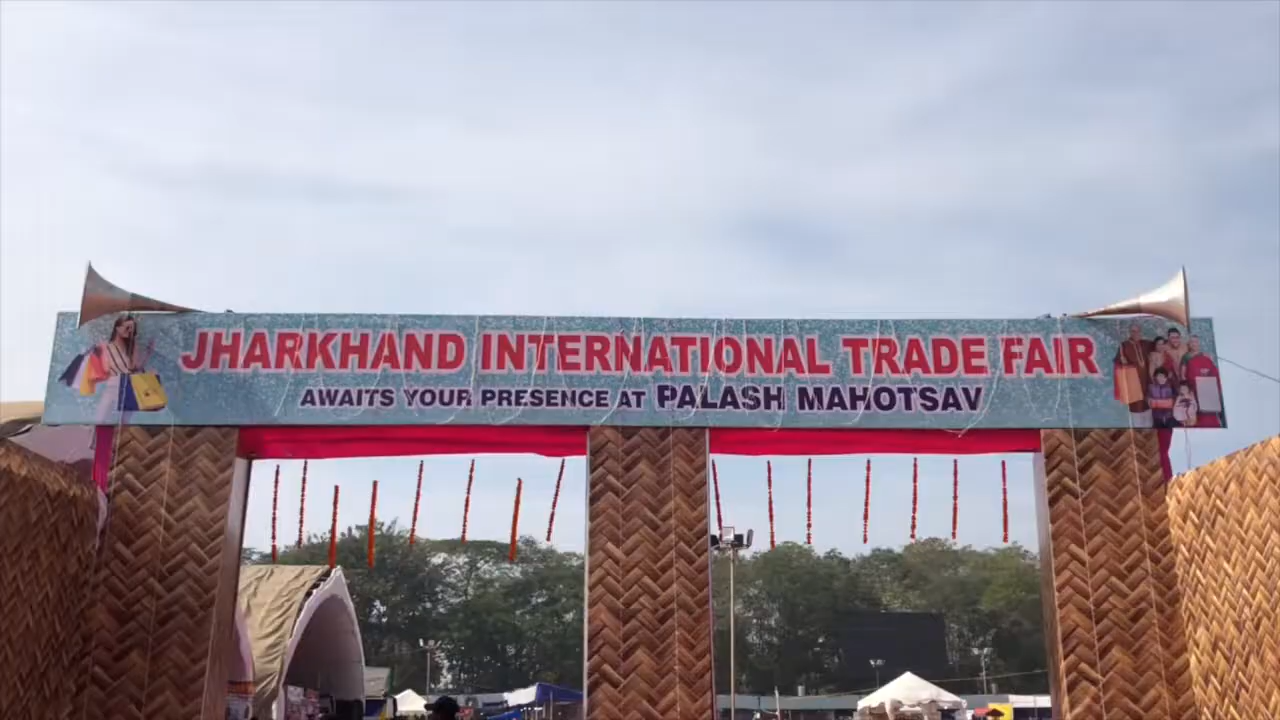 JHARKHAND INTERNATIONAL TRADE FAIR
AWAITS YOUR PRESENCE AT PALASH MAHOTSAV